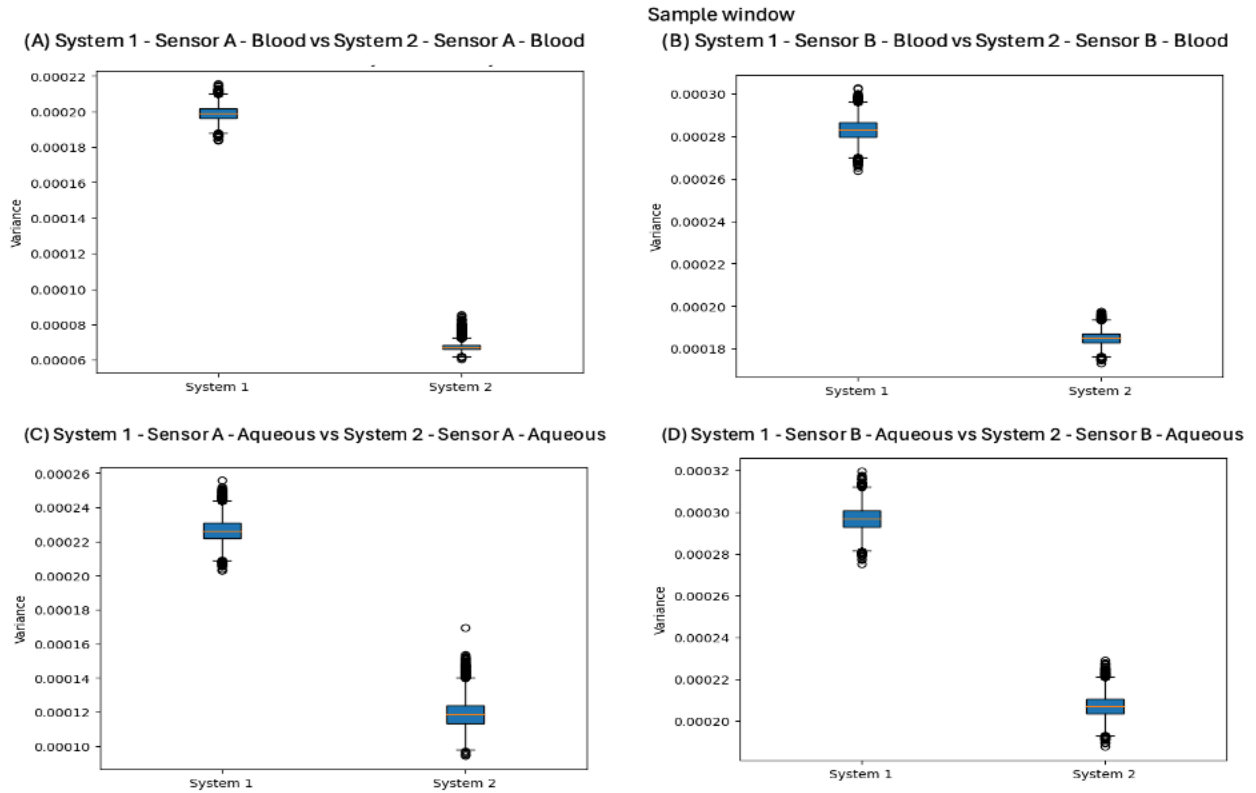 Sample window
(A) System 1 - Sensor A - Blood vs System 2 - Sensor A - Blood
(B) System 1 - Sensor B - Blood vs System 2 - Sensor B - Blood
0.00022
0.00020
0.00018
0.00016
0.00014
0.00012
0.00010
0.00008
0.00006
Variance
System 1
System 2
0.00030
0.00028
0.00026
0.00024
0.00022
0.00020
0.00018
Variance
System 1
System 2
(C) System 1 - Sensor A - Aqueous vs System 2 - Sensor A - Aqueous
(D) System 1 - Sensor B - Aqueous vs System 2 - Sensor B - Aqueous
0.00026
0.00024
0.00022
0.00020
0.00018
0.00016
0.00014
0.00012
0.00010
Variance
System 1
System 2
0.00032
0.00030
0.00028
0.00026
0.00024
0.00022
0.00020
Variance
System 1
System 2